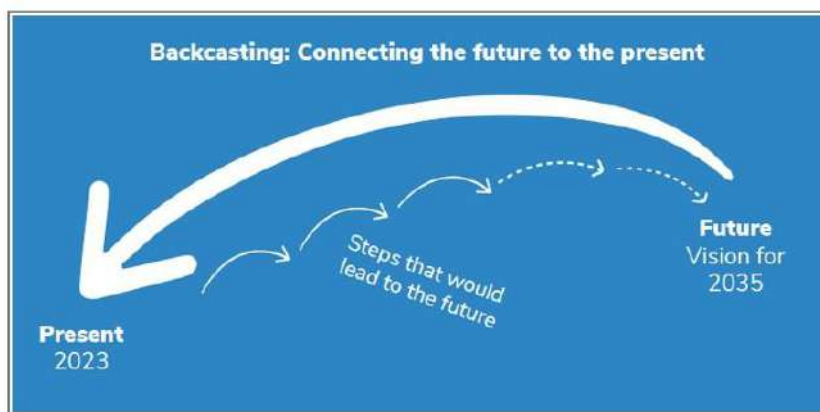 Backcasting: Connecting the future to the present
Steps that would
lead to the future
Future
Vision for
2035
Present
2023